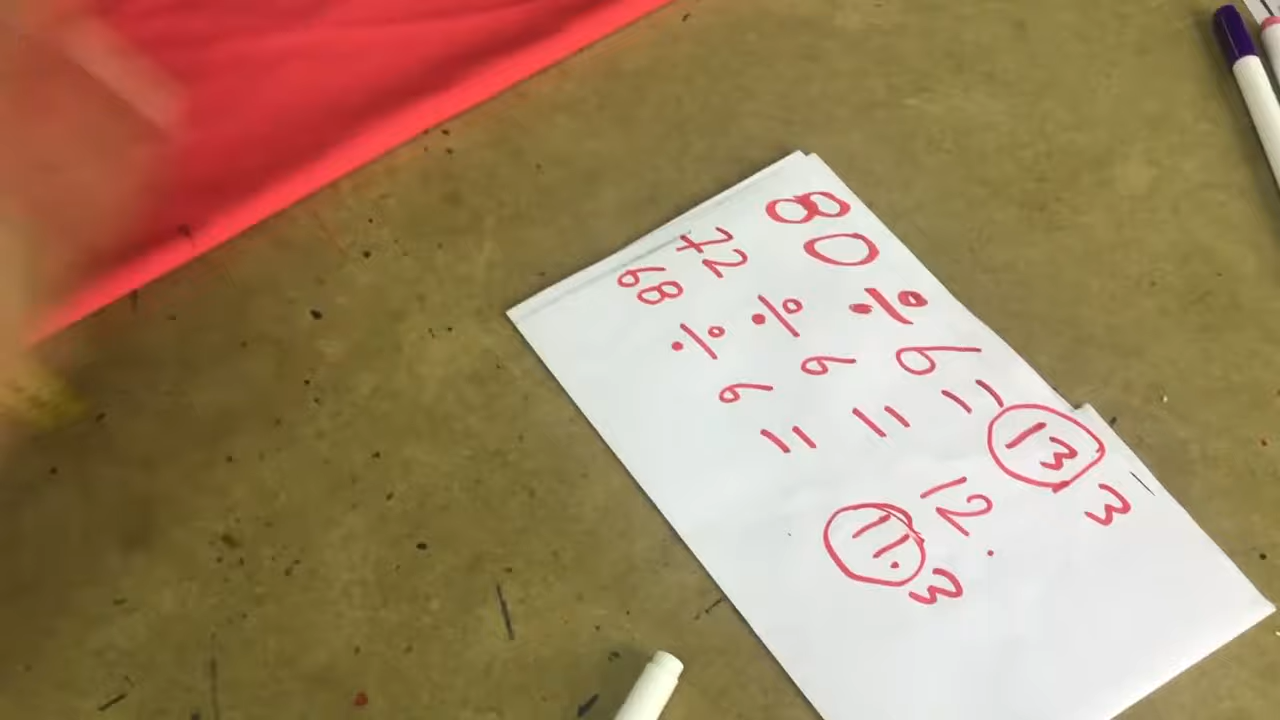 80 ÷ 6 = 13.3
72 ÷ 6 = 12.
68 ÷ 6 = 11.3